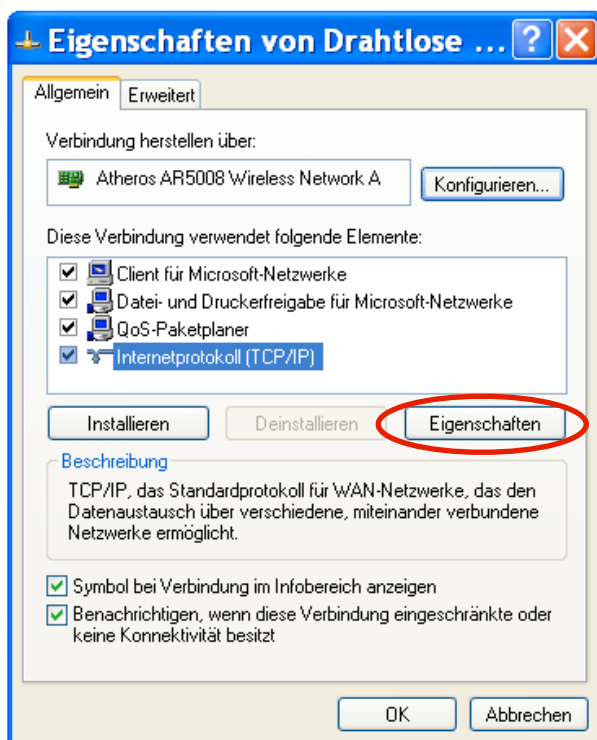 Eigenschaften von Drahtlose ...
Allgemein Erweitert
Verbindung herstellen über:
Atheros AR5008 Wireless Network A Konfigurieren...
Diese Verbindung verwendet folgende Elemente:
Client für Microsoft-Netzwerke
Datei- und Druckerfreigabe für Microsoft-Netzwerke
QoS-Paketplaner
Internetprotokoll (TCP/IP)
Installieren Deinstallieren Eigenschaften
Beschreibung
TCP/IP, das Standardprotokoll für WAN-Netzwerke, das den
Datenaustausch über verschiedene, miteinander verbundene
Netzwerke ermöglicht.
Symbol bei Verbindung im Infobereich anzeigen
Benachrichtigen, wenn diese Verbindung eingeschränkte oder
keine Konnektivität besitzt
OK Abbrechen